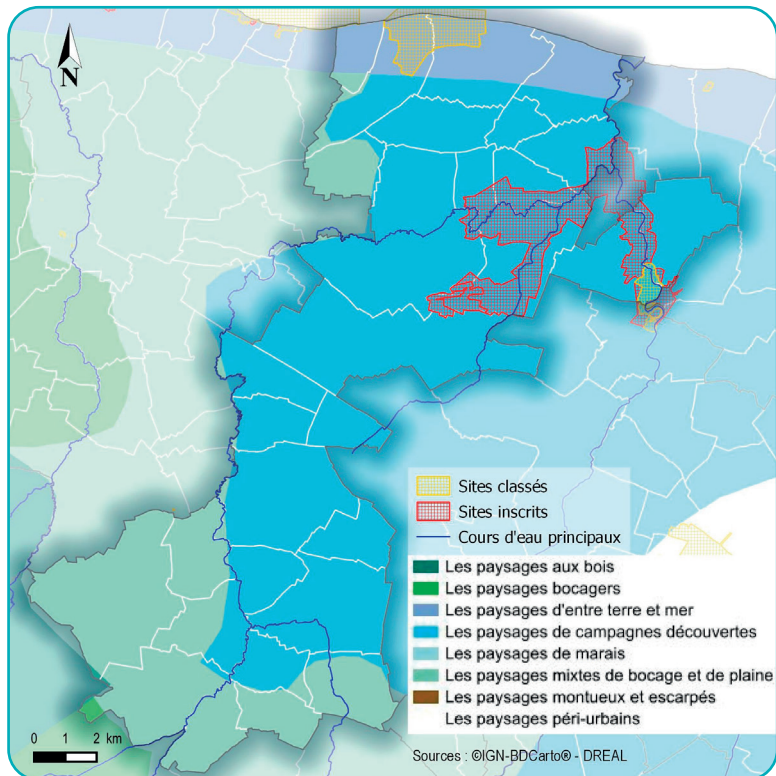 N
Sites classés
Sites inscrits
Cours d'eau principaux
Les paysages aux bois
Les paysages bocagers
Les paysages d'entre terre et mer
Les paysages de campagnes découvertes
Les paysages de marais
Les paysages mixtes de bocage et de plaine
Les paysages montueux et escarpés
Les paysages péri-urbains
0 1 2 km
Sources : ©IGN-BDCarto® - DREAL